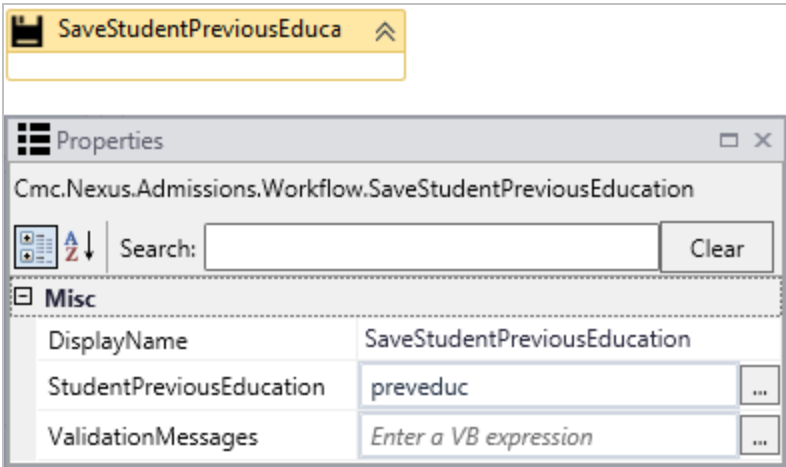 SaveStudentPreviousEduca
Properties
Cmc.Nexus.Admissions.Workflow.SaveStudentPreviousEducation
A
Z
Search:
Clear
Misc
DisplayName SaveStudentPreviousEducation
StudentPreviousEducation preveduc ...
ValidationMessages Enter a VB expression ...